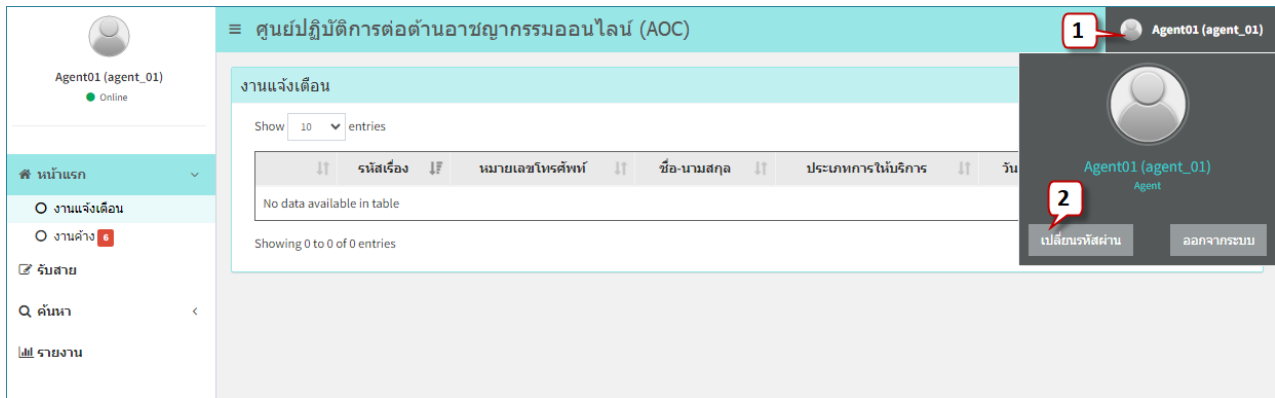 Agent01 (agent_01)
Online
หน้าแรก
งานแจ้งเตือน
งานค้าง 6
รับสาย
ค้นหา
รายงาน
ศูนย์ปฏิบัติการต่อต้านอาชญากรรมออนไลน์ (AOC)
1
Agent01 (agent_01)
งานแจ้งเตือน
Show 10 entries
รหัสเรื่อง หมายเลขโทรศัพท์ ชื่อ-นามสกุล ประเภทการให้บริการ วัน
No data available in table
Showing 0 to 0 of 0 entries
Agent01 (agent_01)
Agent
2
เปลี่ยนรหัสผ่าน ออกจากระบบ